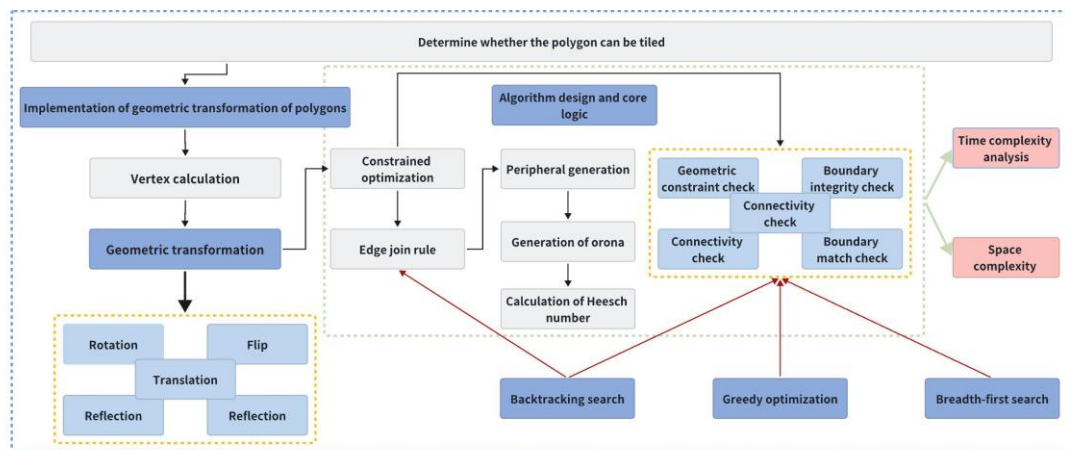 Determine whether the polygon can be tiled
Implementation of geometric transformation of polygons
Vertex calculation
Geometric transformation
Rotation
Flip
Translation
Reflection
Reflection
Algorithm design and core
logic
Constrained
optimization
Edge join rule
Peripheral generation
Generation of orona
Calculation of Heesch
number
Geometric
constraint check
Boundary
integrity check
Connectivity
check
Connectivity
check
Boundary
match check
Backtracking search
Greedy optimization
Breadth-first search
Time complexity
analysis
Space
complexity